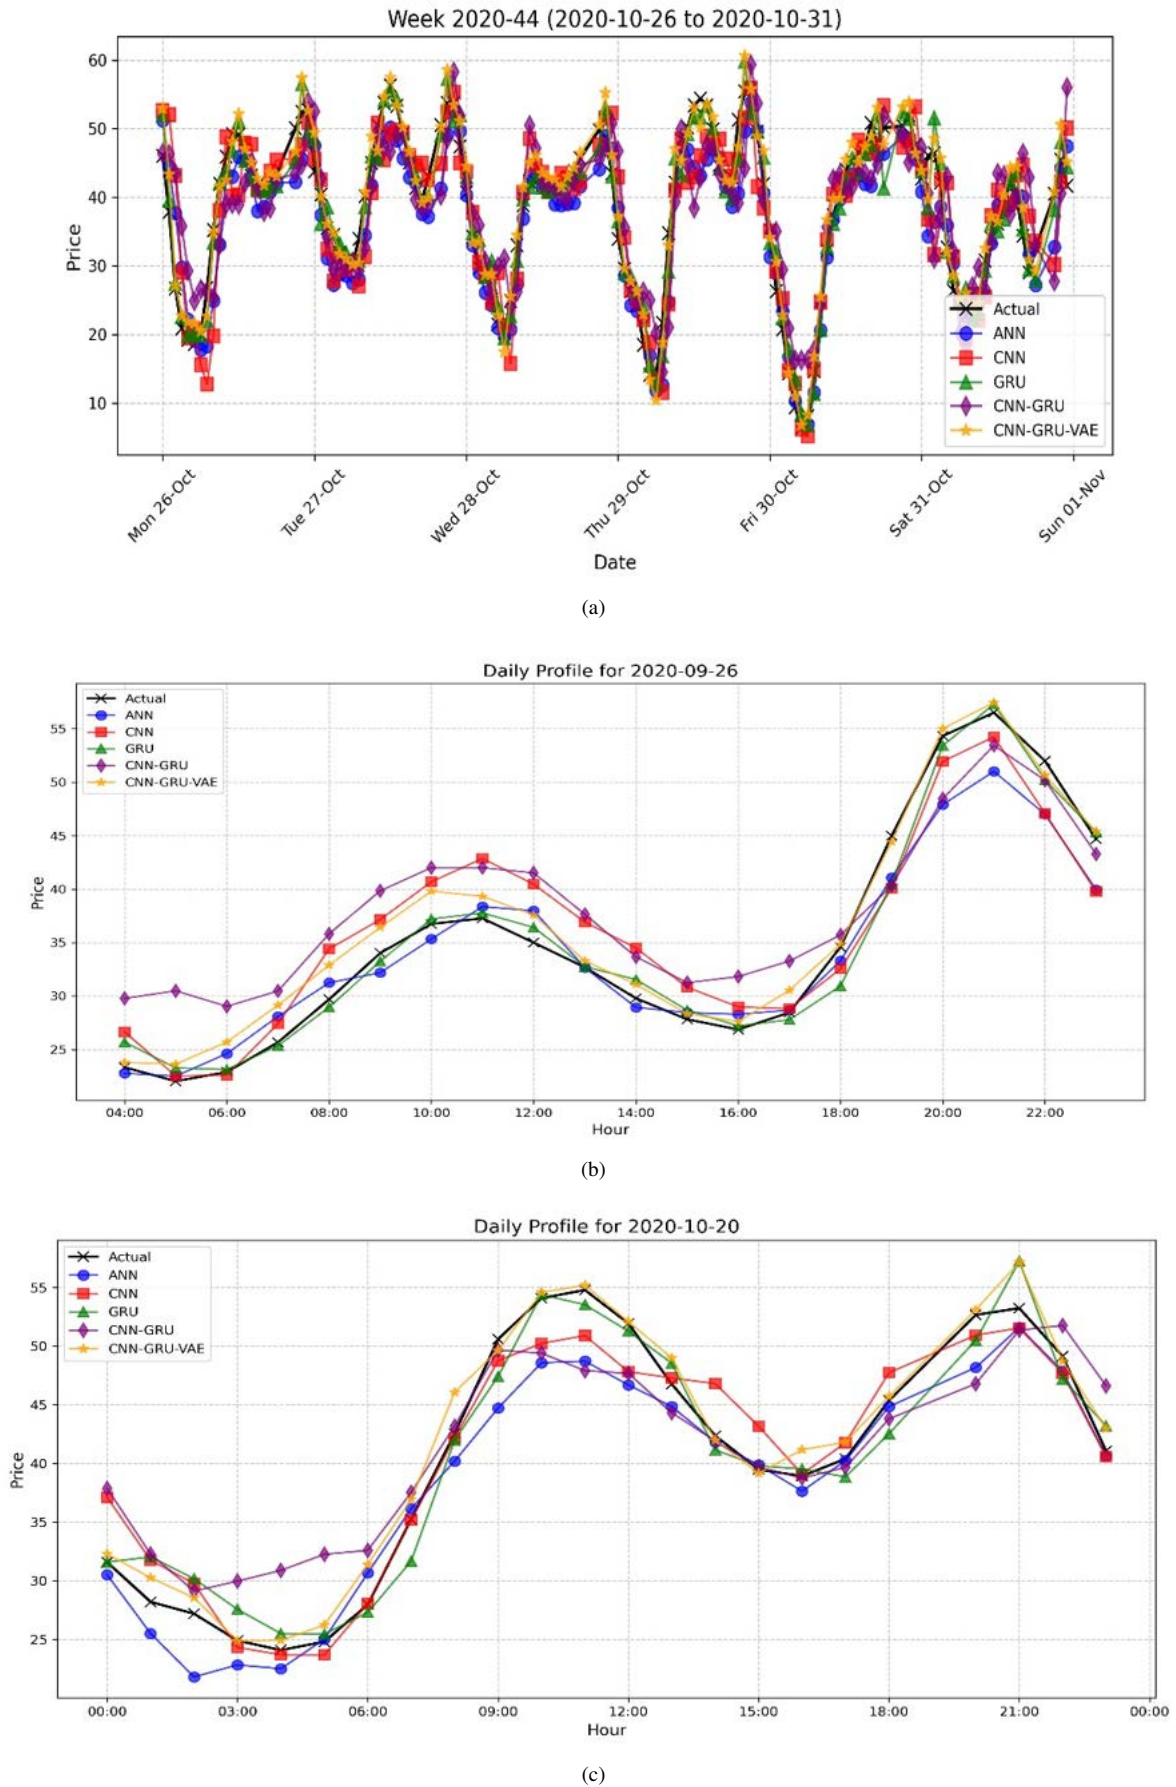 Week 2020-44 (2020-10-26 to 2020-10-31)
60
50
40
30
20
10
Price
Actual
ANN
CNN
GRU
CNN-GRU
CNN-GRU-VAE
Mon 26-Oct
Tue 27-Oct
Wed 28-Oct
Thu 29-Oct
Fri 30-Oct
Sat 31-Oct
Sun 01-Nov
Date
(a)
Daily Profile for 2020-09-26
Actual
ANN
CNN
GRU
CNN-GRU
CNN-GRU-VAE
55
50
45
40
35
30
25
Price
04:00 06:00 08:00 10:00 12:00 14:00 16:00 18:00 20:00 22:00
Hour
(b)
Daily Profile for 2020-10-20
Actual
ANN
CNN
GRU
CNN-GRU
CNN-GRU-VAE
55
50
45
40
35
30
25
Price
00:00 03:00 06:00 09:00 12:00 15:00 18:00 21:00 00:00
Hour
(c)